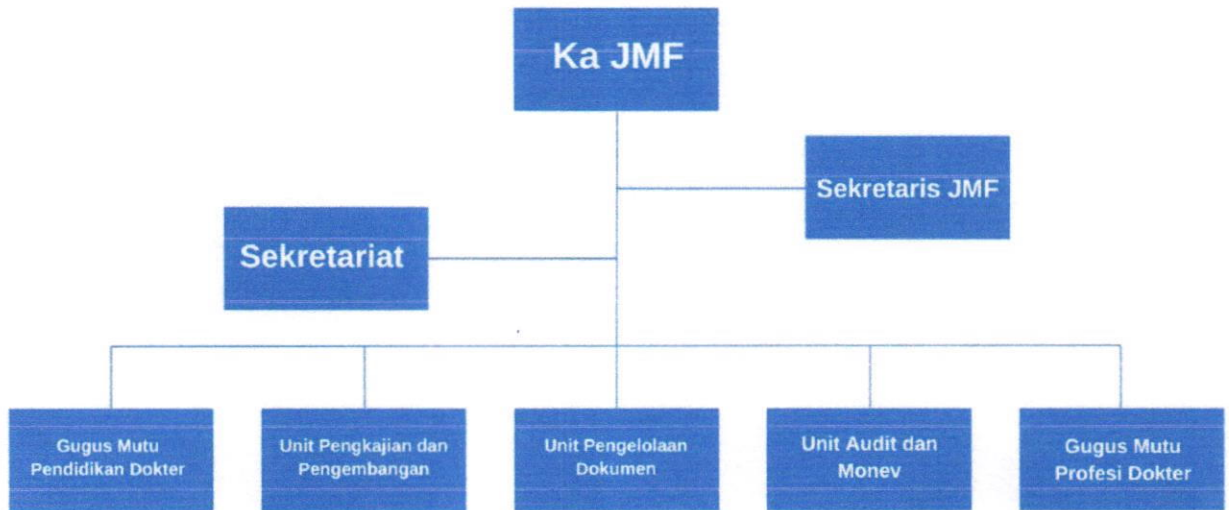 Ka JMF
Sekretaris JMF
Sekretariat
Gugus Mutu
Pendidikan Dokter
Unit Pengkajian dan
Pengembangan
Unit Pengelolaan
Dokumen
Unit Audit dan
Monev
Gugus Mutu
Profesi Dokter